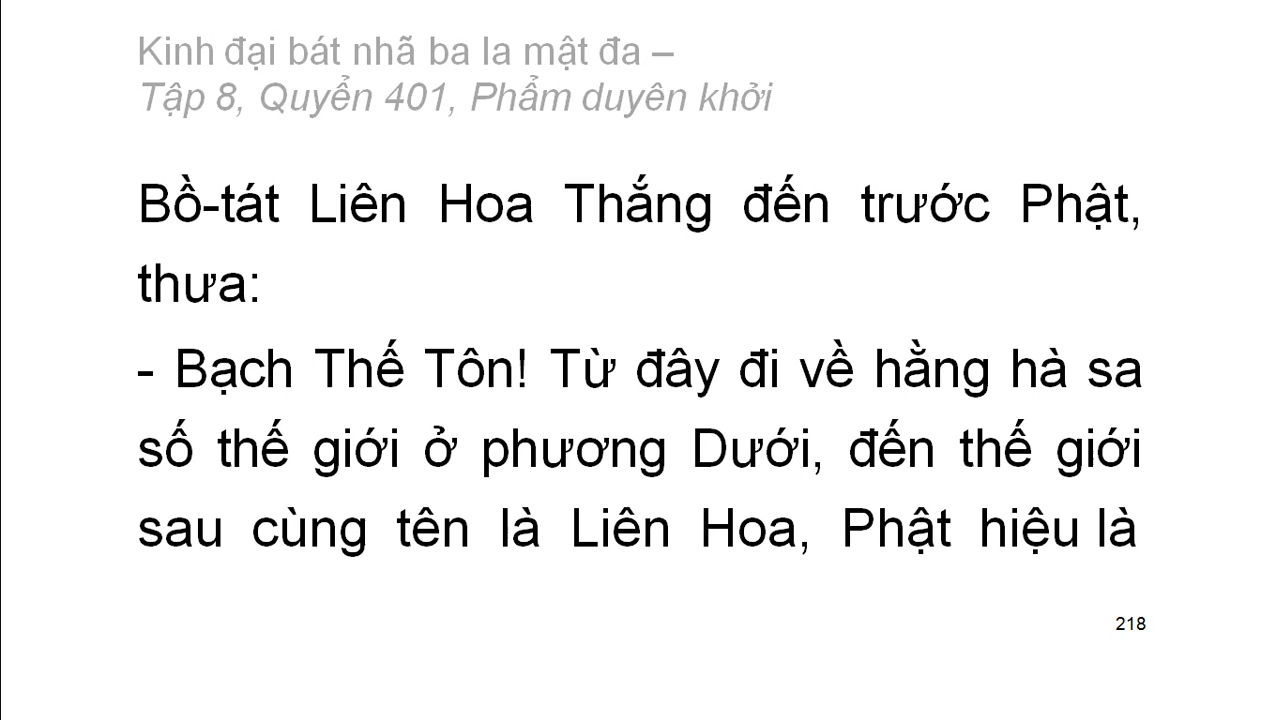 Kinh đại bát nhã ba la mật đa –
Tập 8, Quyển 401, Phẩm duyên khởi
Bồ-tát Liên Hoa Thắng đến trước Phật,
thưa:
- Bạch Thế Tôn! Từ đây đi về hằng hà sa
số thế giới ở phương Dưới, đến thế giới
sau cùng tên là Liên Hoa, Phật hiệu là
218